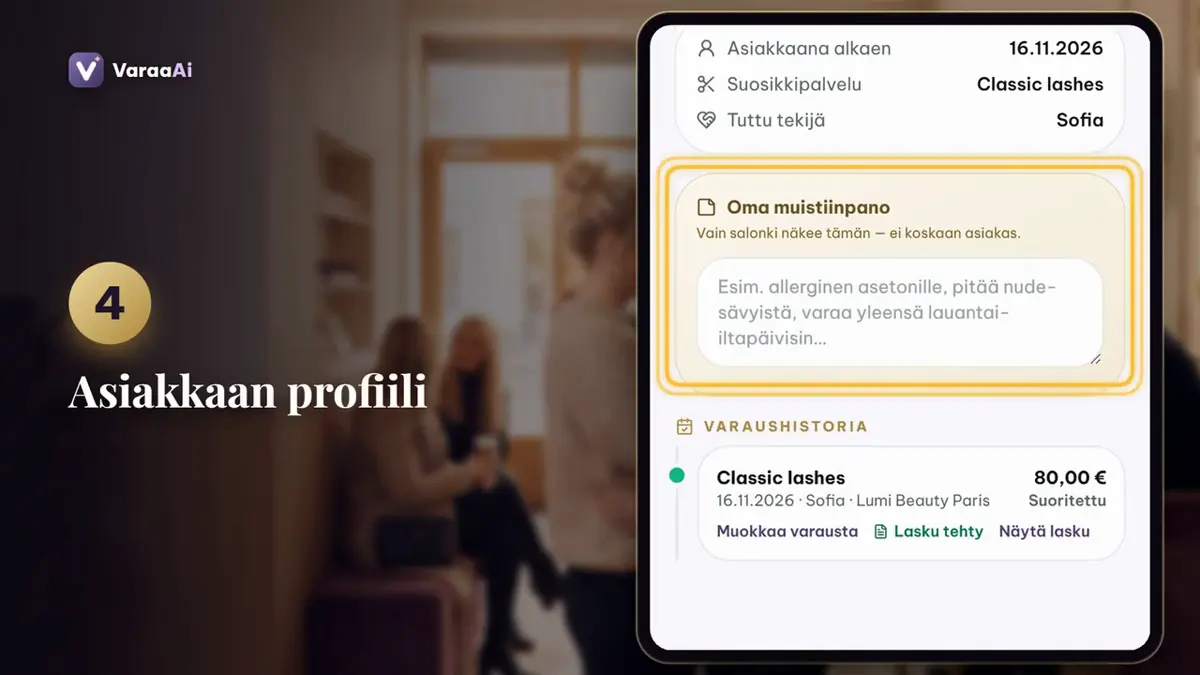 VaraaAi
4
Asiakkaan profiili
Asiakkaana alkaen 16.11.2026
Suosikkipalvelu Classic lashes
Tuttu tekijä Sofia
Oma muistiinpano
Vain salonki näkee tämän — ei koskaan asiakas.
Esim. allerginen asetonille, pitää nude-
sävyistä, varaa yleensä lauantai-
iltapäivisin...
VARAUSHISTORIA
Classic lashes 80,00 €
16.11.2026 · Sofia · Lumi Beauty Paris Suoritettu
Muokkaa varausta Lasku tehty Näytä lasku